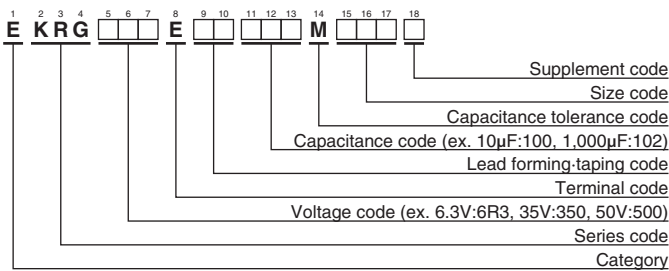 1 2 3 4 5 6 7 8 9 10 11 12 13 14 15 16 17 18
E KRG E M
Supplement code
Size code
Capacitance tolerance code
Capacitance code (ex. 10μF:100, 1,000μF:102)
Lead forming·taping code
Terminal code
Voltage code (ex. 6.3V:6R3, 35V:350, 50V:500)
Series code
Category